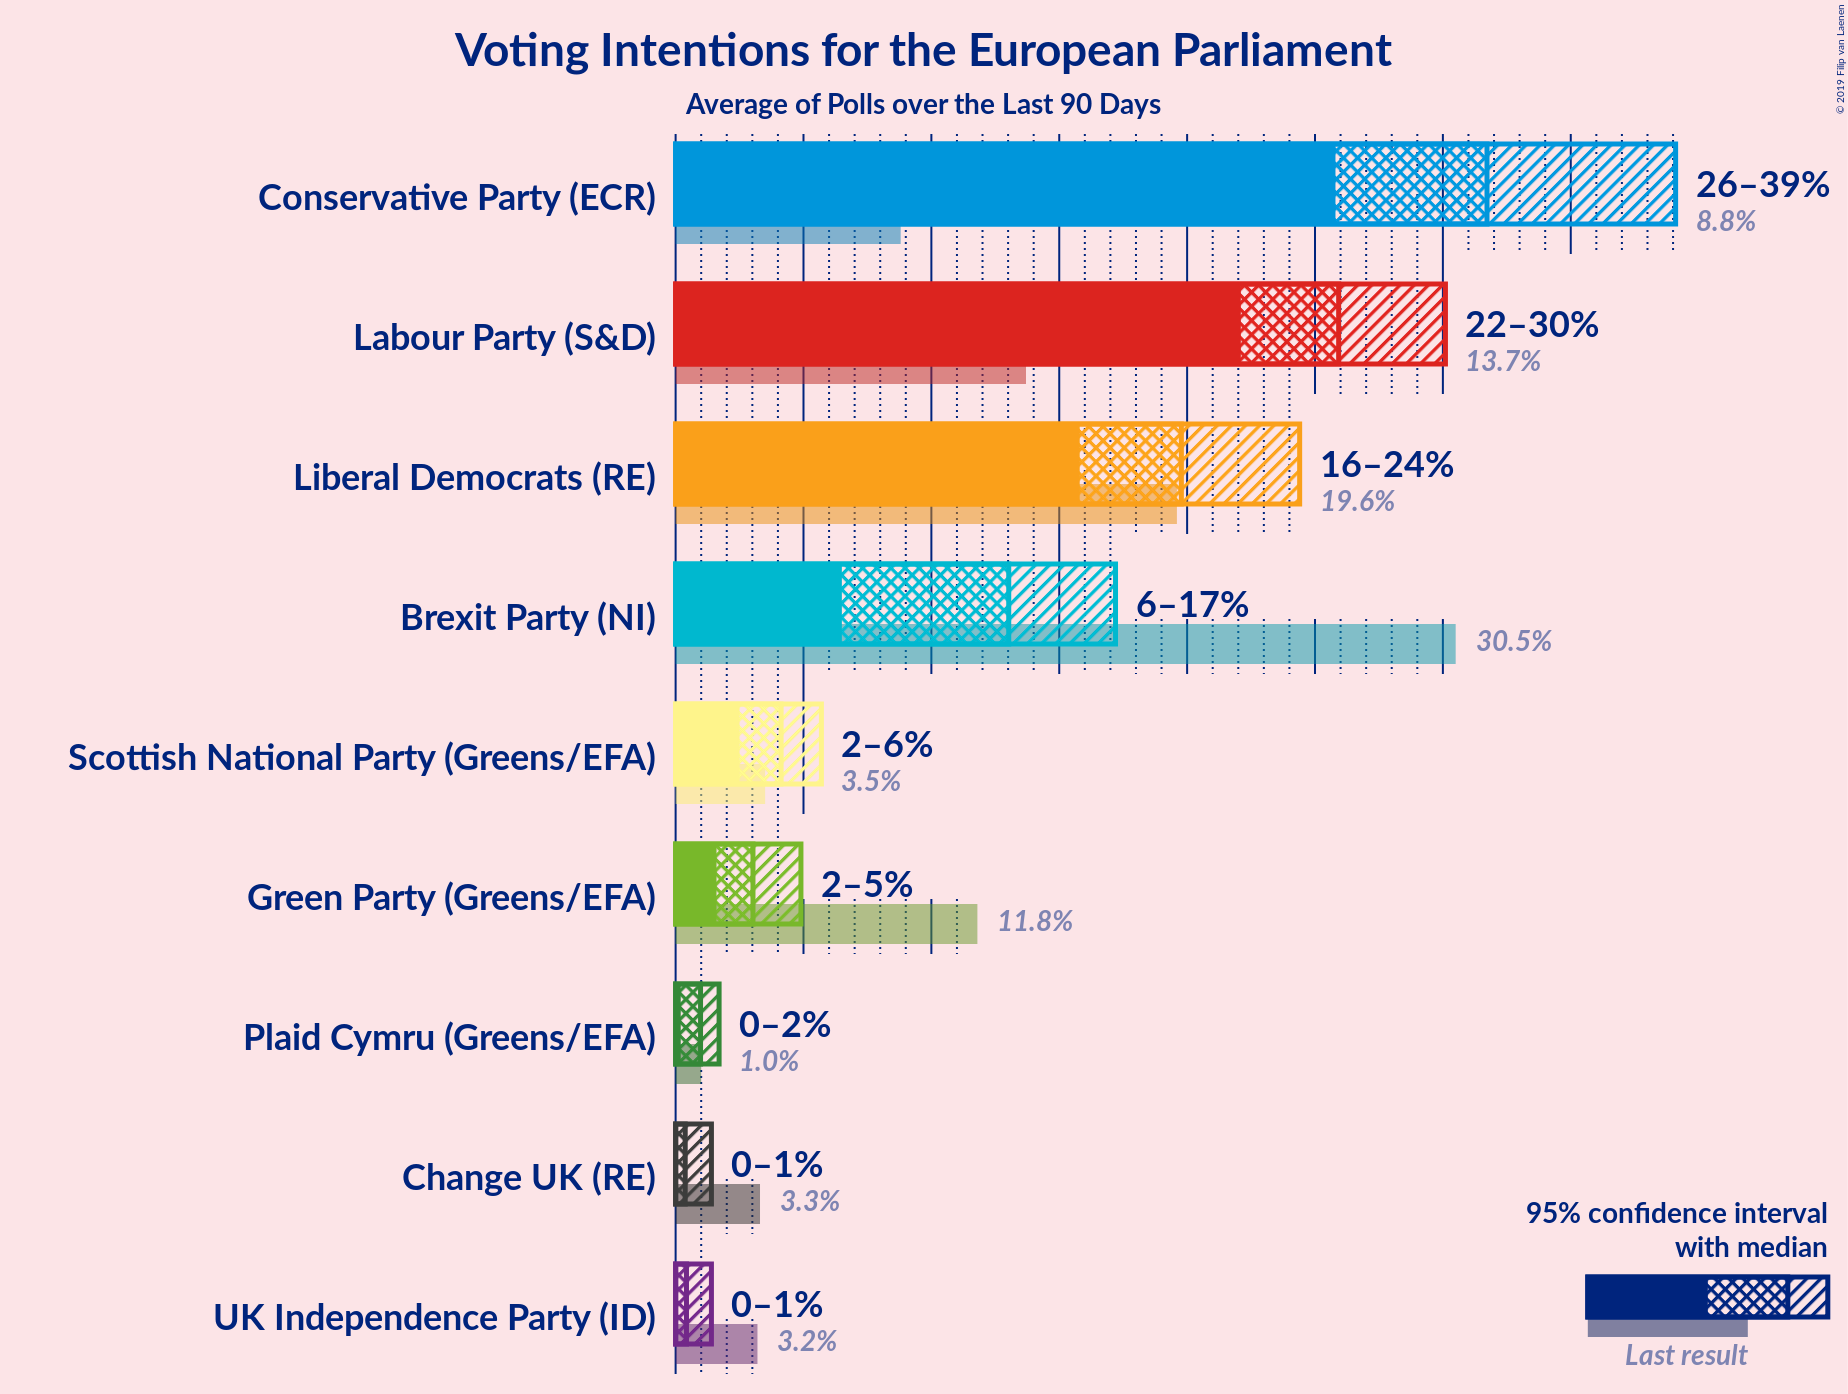 Voting Intentions for the European Parliament
Average of Polls over the Last 90 Days
© 2019 Filip van Laenen
Conservative Party (ECR)
26–39%
8.8%
Labour Party (S&D)
22–30%
13.7%
Liberal Democrats (RE)
16–24%
19.6%
Brexit Party (NI)
6–17%
30.5%
Scottish National Party (Greens/EFA)
2–6%
3.5%
Green Party (Greens/EFA)
2–5%
11.8%
Plaid Cymru (Greens/EFA)
0–2%
1.0%
Change UK (RE)
0–1%
3.3%
UK Independence Party (ID)
0–1%
3.2%
95% confidence interval
with median
Last result